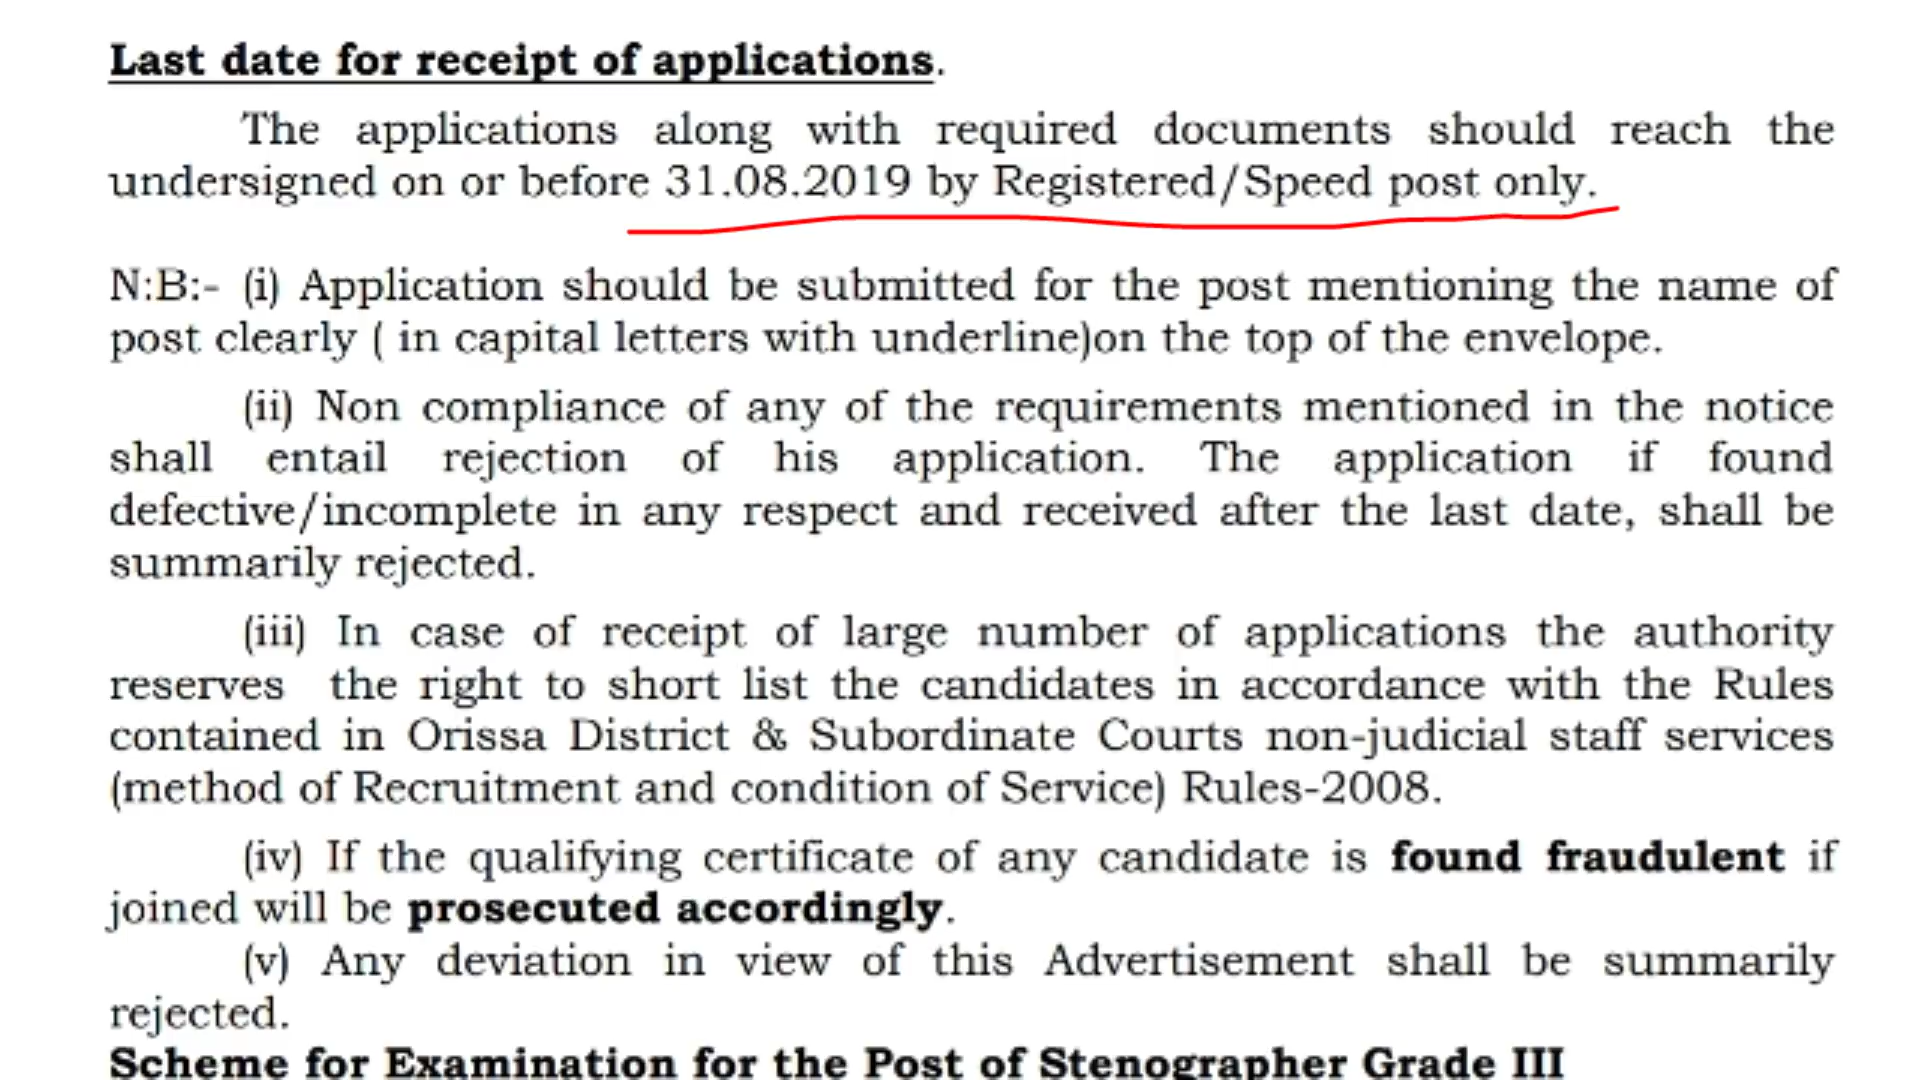 Last date for receipt of applications.
The applications along with required documents should reach the
undersigned on or before 31.08.2019 by Registered/Speed post only.
N:B:- (i) Application should be submitted for the post mentioning the name of
post clearly ( in capital letters with underline)on the top of the envelope.
(ii) Non compliance of any of the requirements mentioned in the notice
shall entail rejection of his application. The application if found
defective/incomplete in any respect and received after the last date, shall be
summarily rejected.
(iii) In case of receipt of large number of applications the authority
reserves the right to short list the candidates in accordance with the Rules
contained in Orissa District & Subordinate Courts non-judicial staff services
(method of Recruitment and condition of Service) Rules-2008.
(iv) If the qualifying certificate of any candidate is found fraudulent if
joined will be prosecuted accordingly.
(v) Any deviation in view of this Advertisement shall be summarily
rejected.
Scheme for Examination for the Post of Stenographer Grade III